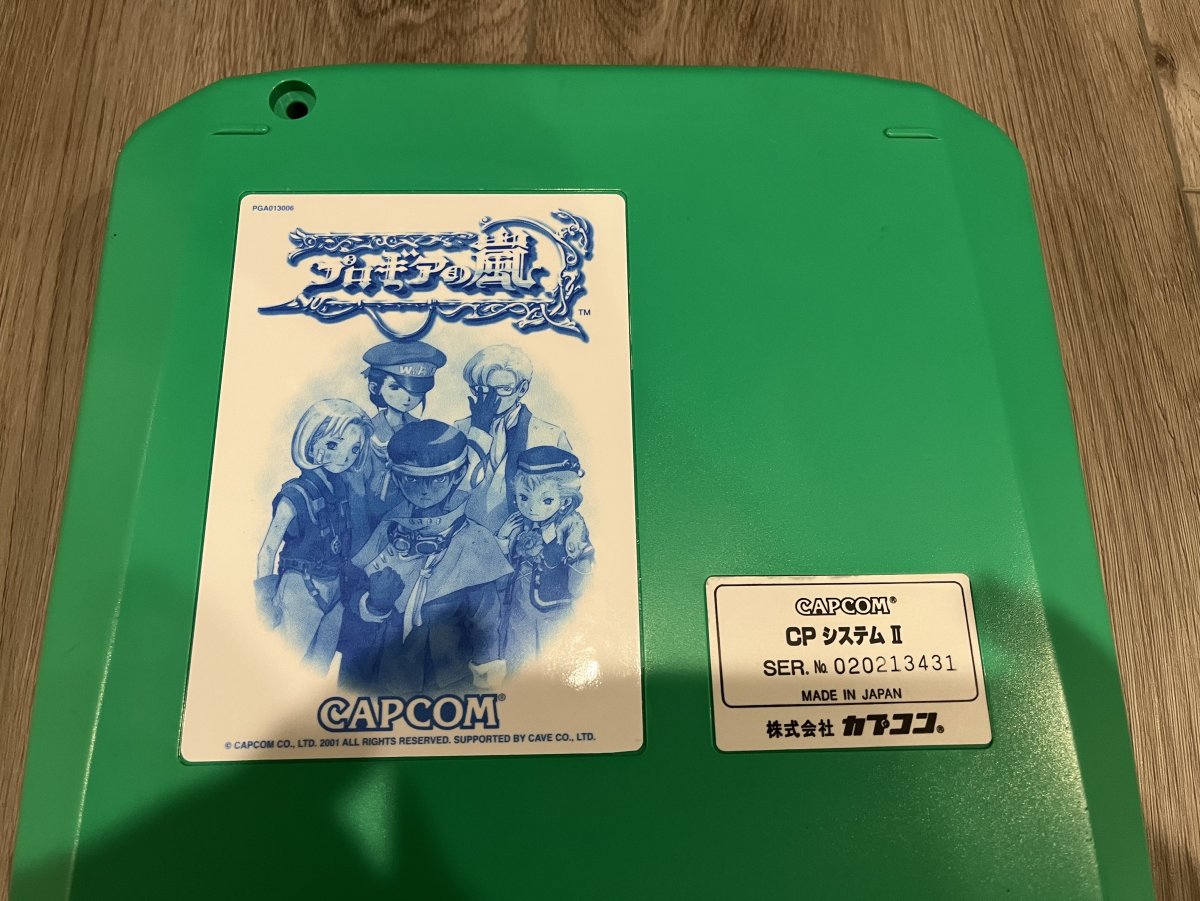 PGA013006
プロギアの嵐
TM
CAPCOM®
© CAPCOM CO., LTD. 2001 ALL RIGHTS RESERVED. SUPPORTED BY CAVE CO., LTD.
CAPCOM®
CP システム II
SER. № 020213431
MADE IN JAPAN
株式会社 カプコン®